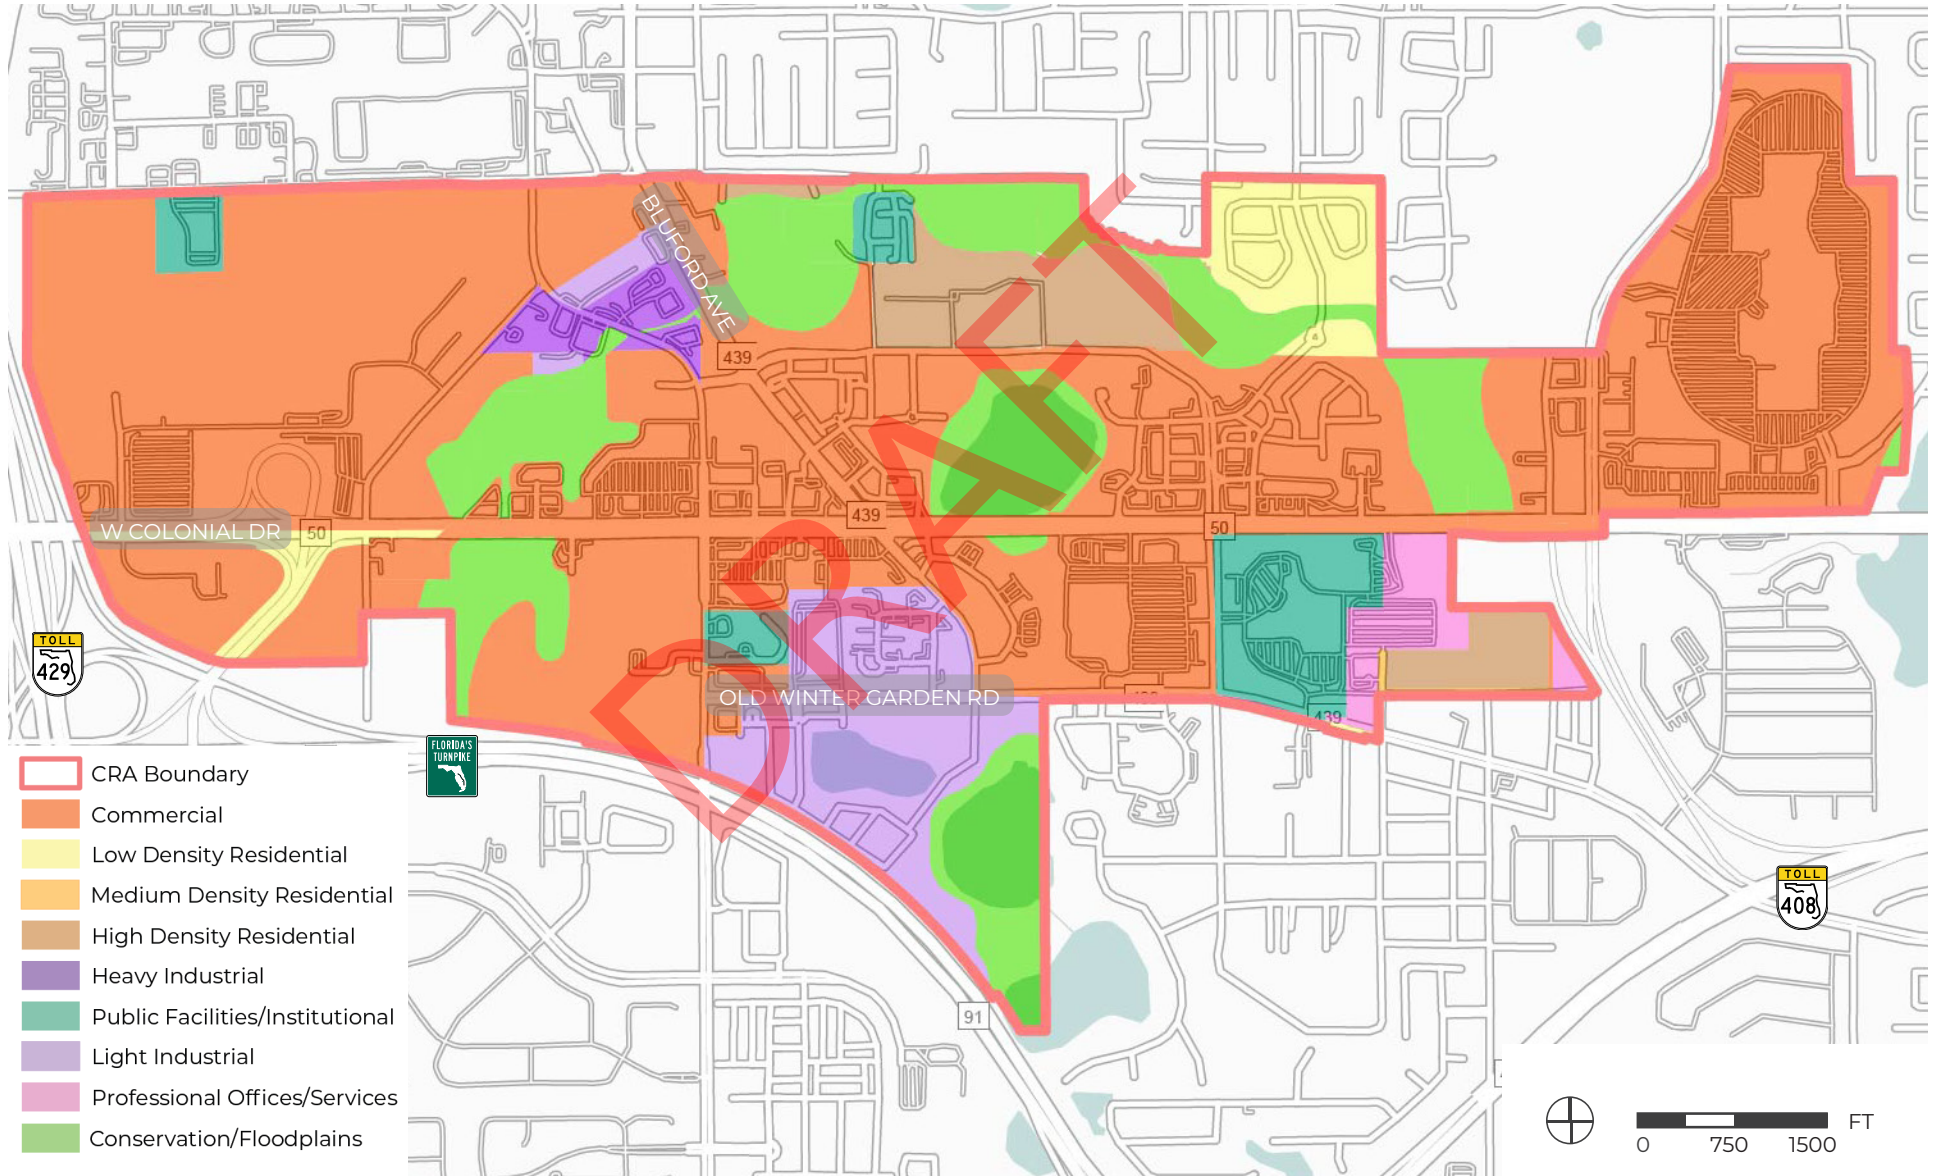 BLUFORD AVE
439
439
W COLONIAL DR
50
50
OLD WINTER GARDEN RD
439
TOLL
429
FLORIDA'S
TURNPIKE
TOLL
408
91
DRAFT
CRA Boundary
Commercial
Low Density Residential
Medium Density Residential
High Density Residential
Heavy Industrial
Public Facilities/Institutional
Light Industrial
Professional Offices/Services
Conservation/Floodplains
FT
0 750 1500